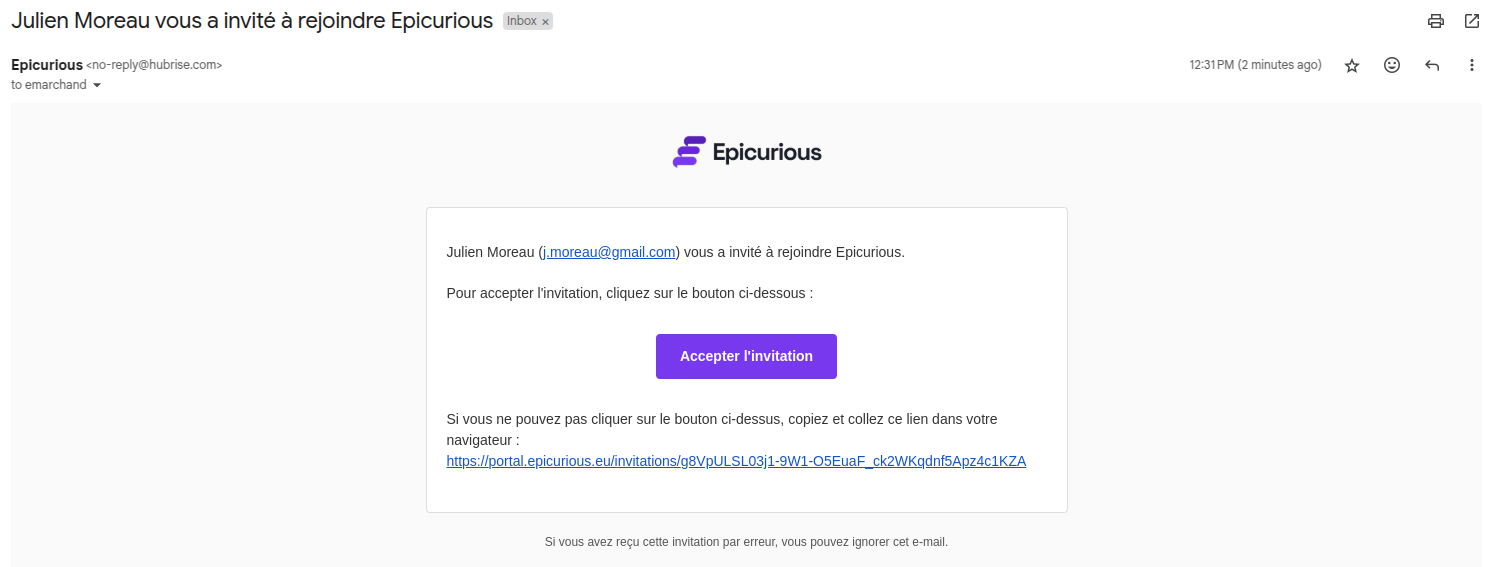 Julien Moreau vous a invité à rejoindre Epicurious Inbox ×
Epicurious <no-reply@hubrise.com> 12:31 PM (2 minutes ago)
to emarchand
Epicurious
Julien Moreau (j.moreau@gmail.com) vous a invité à rejoindre Epicurious.
Pour accepter l'invitation, cliquez sur le bouton ci-dessous :
Accepter l'invitation
Si vous ne pouvez pas cliquer sur le bouton ci-dessus, copiez et collez ce lien dans votre
navigateur :
https://portal.epicurious.eu/invitations/g8VpULSL03j1-9W1-O5EuaF_ck2WKqdnf5Apz4c1KZA
Si vous avez reçu cette invitation par erreur, vous pouvez ignorer cet e-mail.